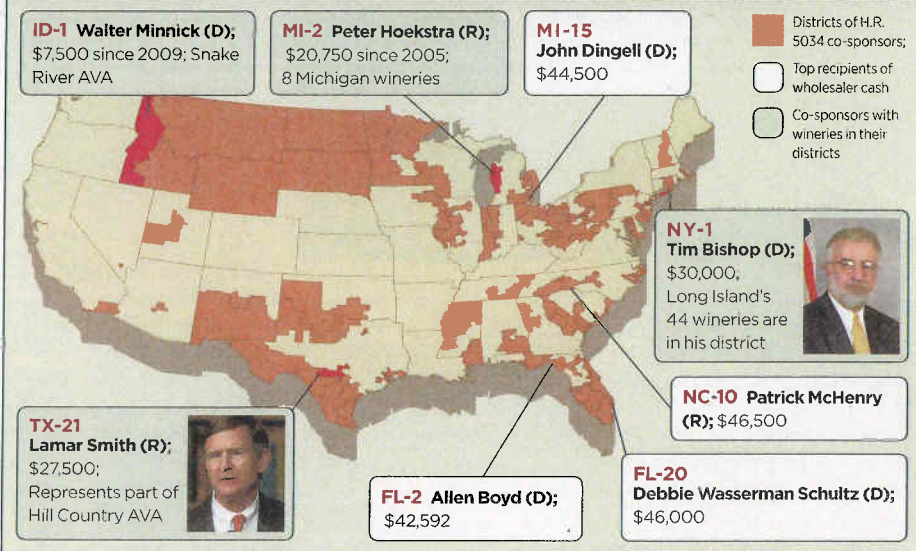 ID-1 Walter Minnick (D);
$7,500 since 2009; Snake
River AVA
MI-2 Peter Hoekstra (R);
$20,750 since 2005;
8 Michigan wineries
MI-15
John Dingell (D);
$44,500
Districts of H.R.
5034 co-sponsors;
Top recipients of
wholesaler cash
Co-sponsors with
wineries in their
districts
NY-1
Tim Bishop (D);
$30,000;
Long Island's
44 wineries are
in his district
NC-10 Patrick McHenry
(R); $46,500
TX-21
Lamar Smith (R);
$27,500;
Represents part of
Hill Country AVA
FL-2 Allen Boyd (D);
$42,592
FL-20
Debbie Wasserman Schultz (D);
$46,000